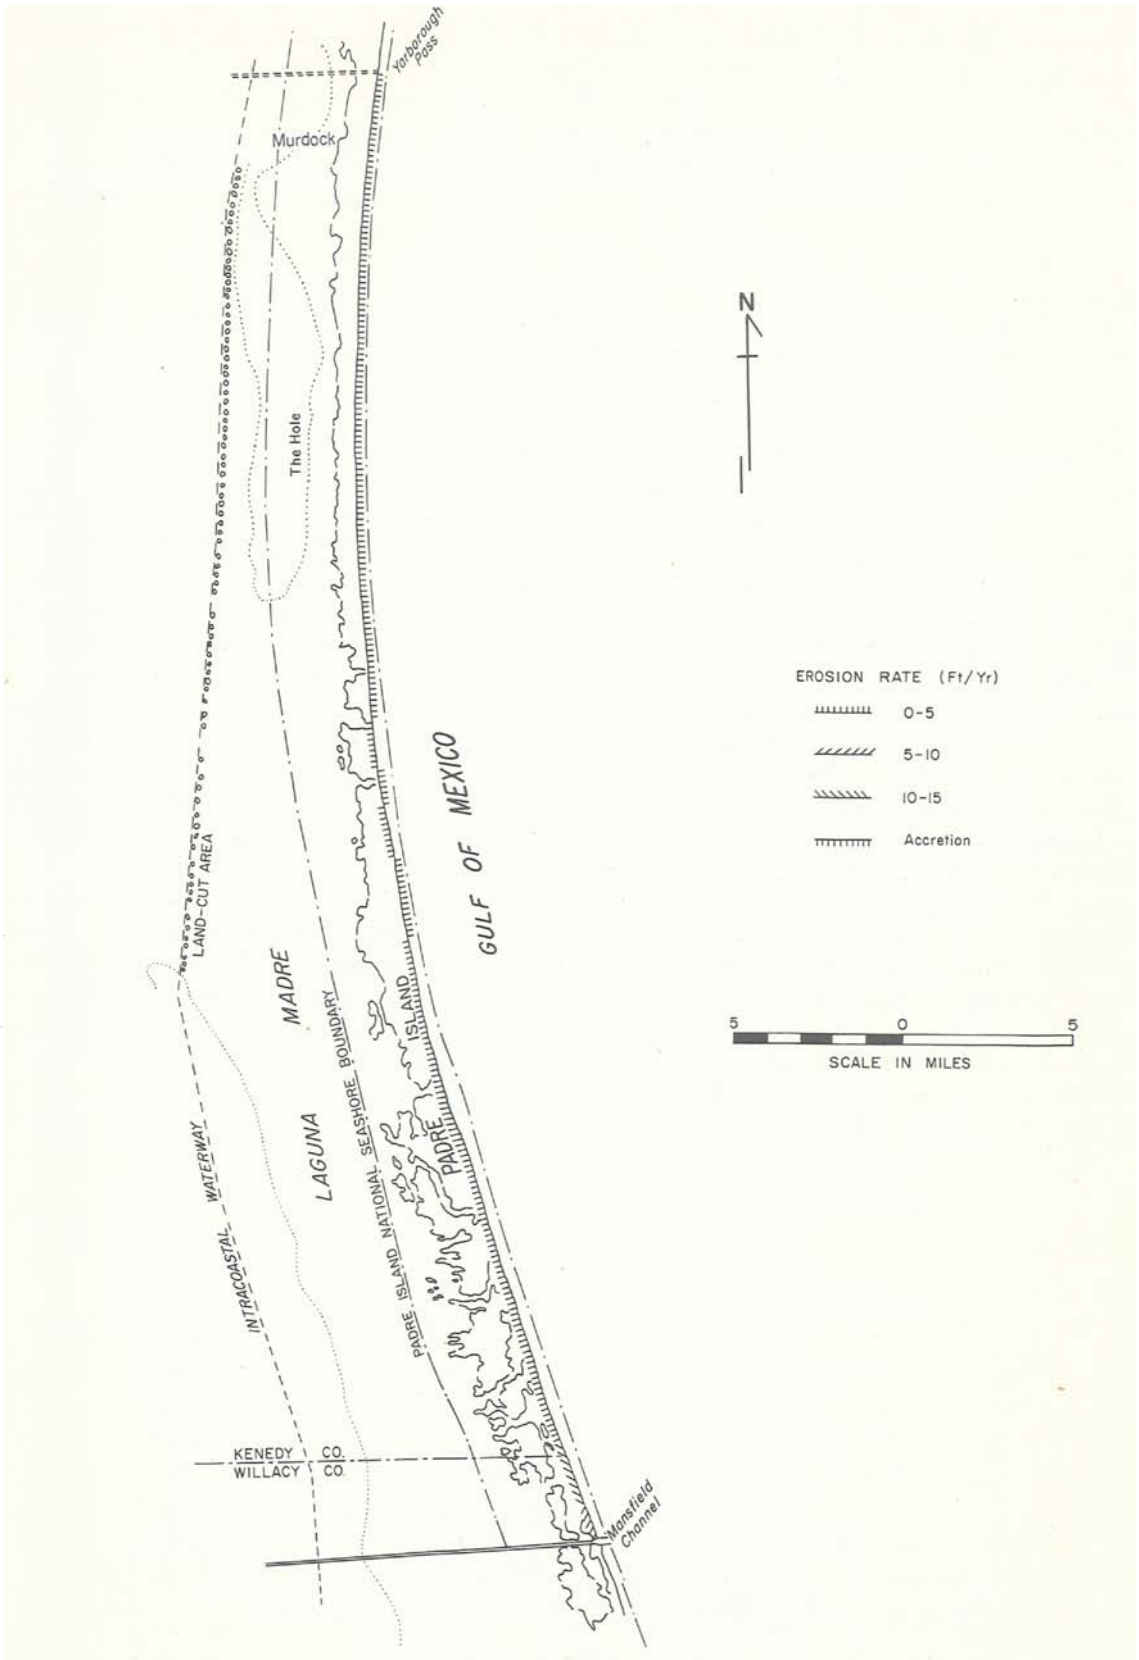 Yarborough
Pass
Murdock
N
The Hole
EROSION RATE (Ft/Yr)
0-5
5-10
10-15
Accretion
GULF OF MEXICO
LAND-CUT AREA
5 0 5
SCALE IN MILES
LAGUNA MADRE
PADRE ISLAND
PADRE ISLAND NATIONAL SEASHORE BOUNDARY
INTRACOASTAL WATERWAY
KENEDY CO.
WILLACY CO.
Mansfield
Channel